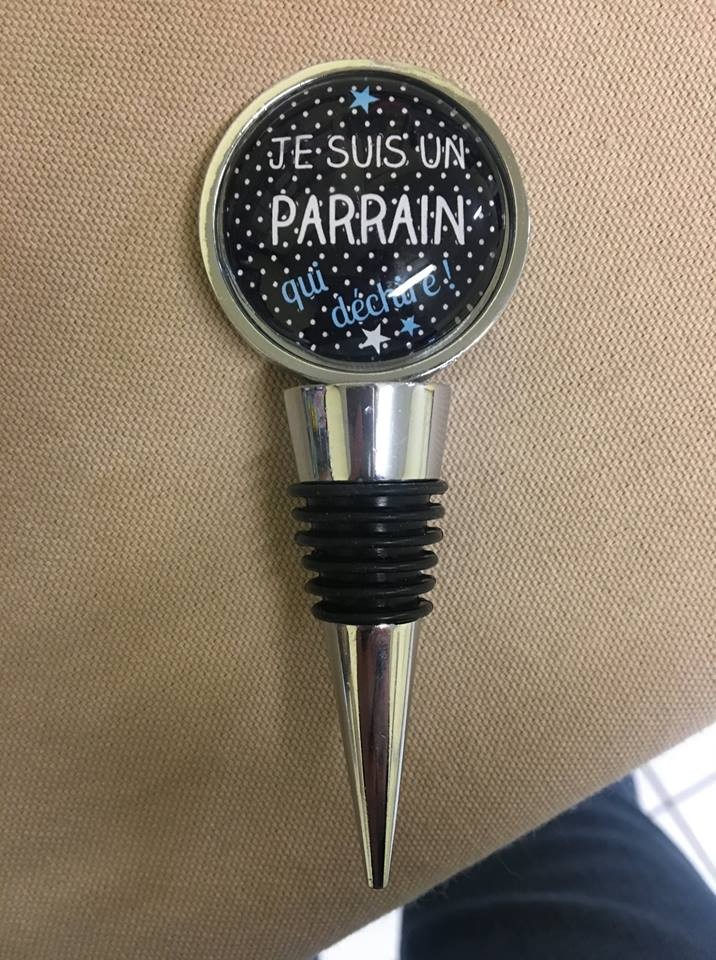 JE SUIS UN
PARRAIN
qui
déchire !